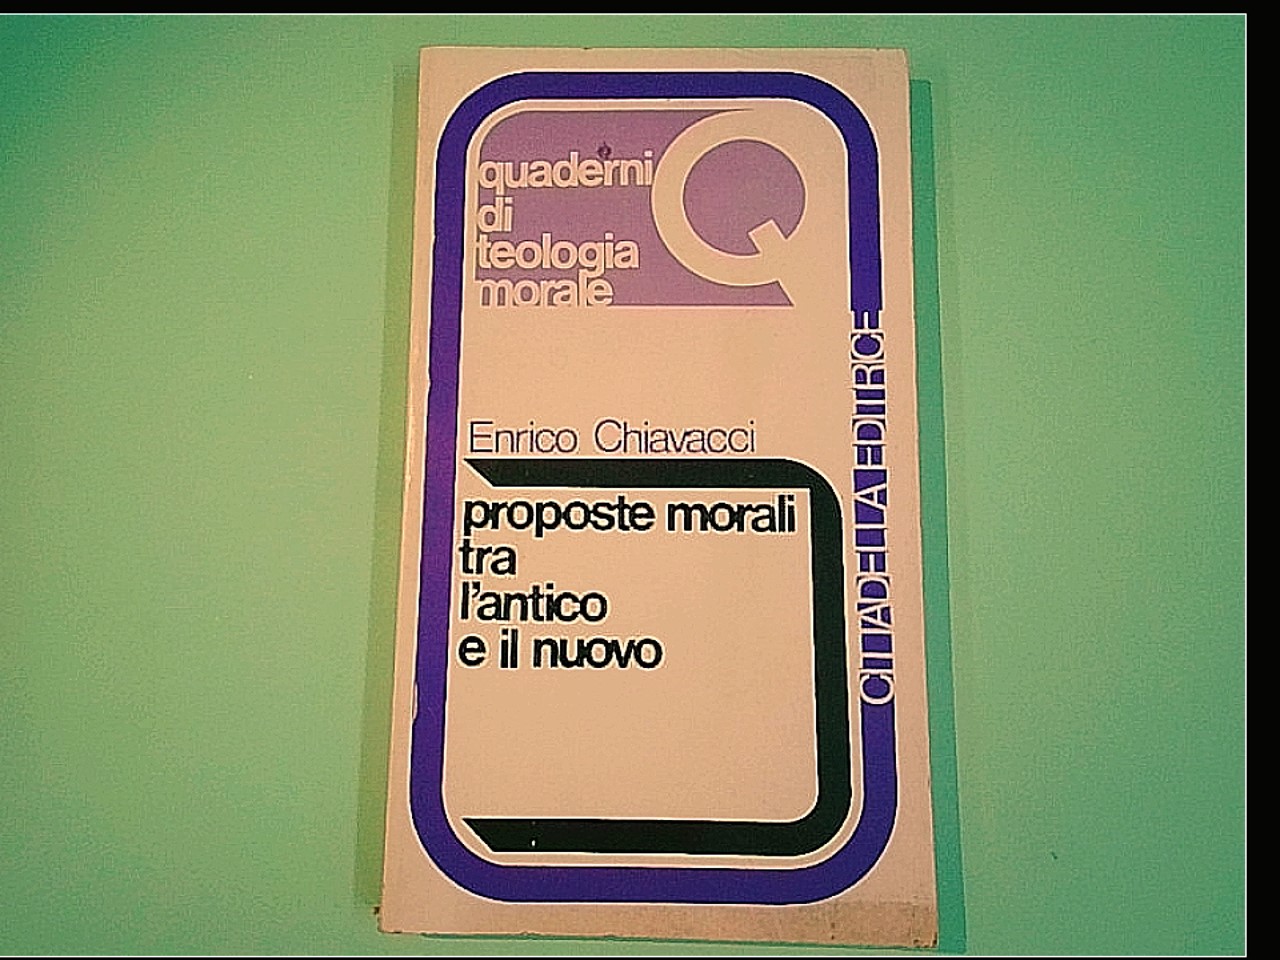 quaderni
di
teologia
morale
Enrico Chiavacci
proposte morali
tra
l'antico
e il nuovo
CITTADELLA EDITRICE